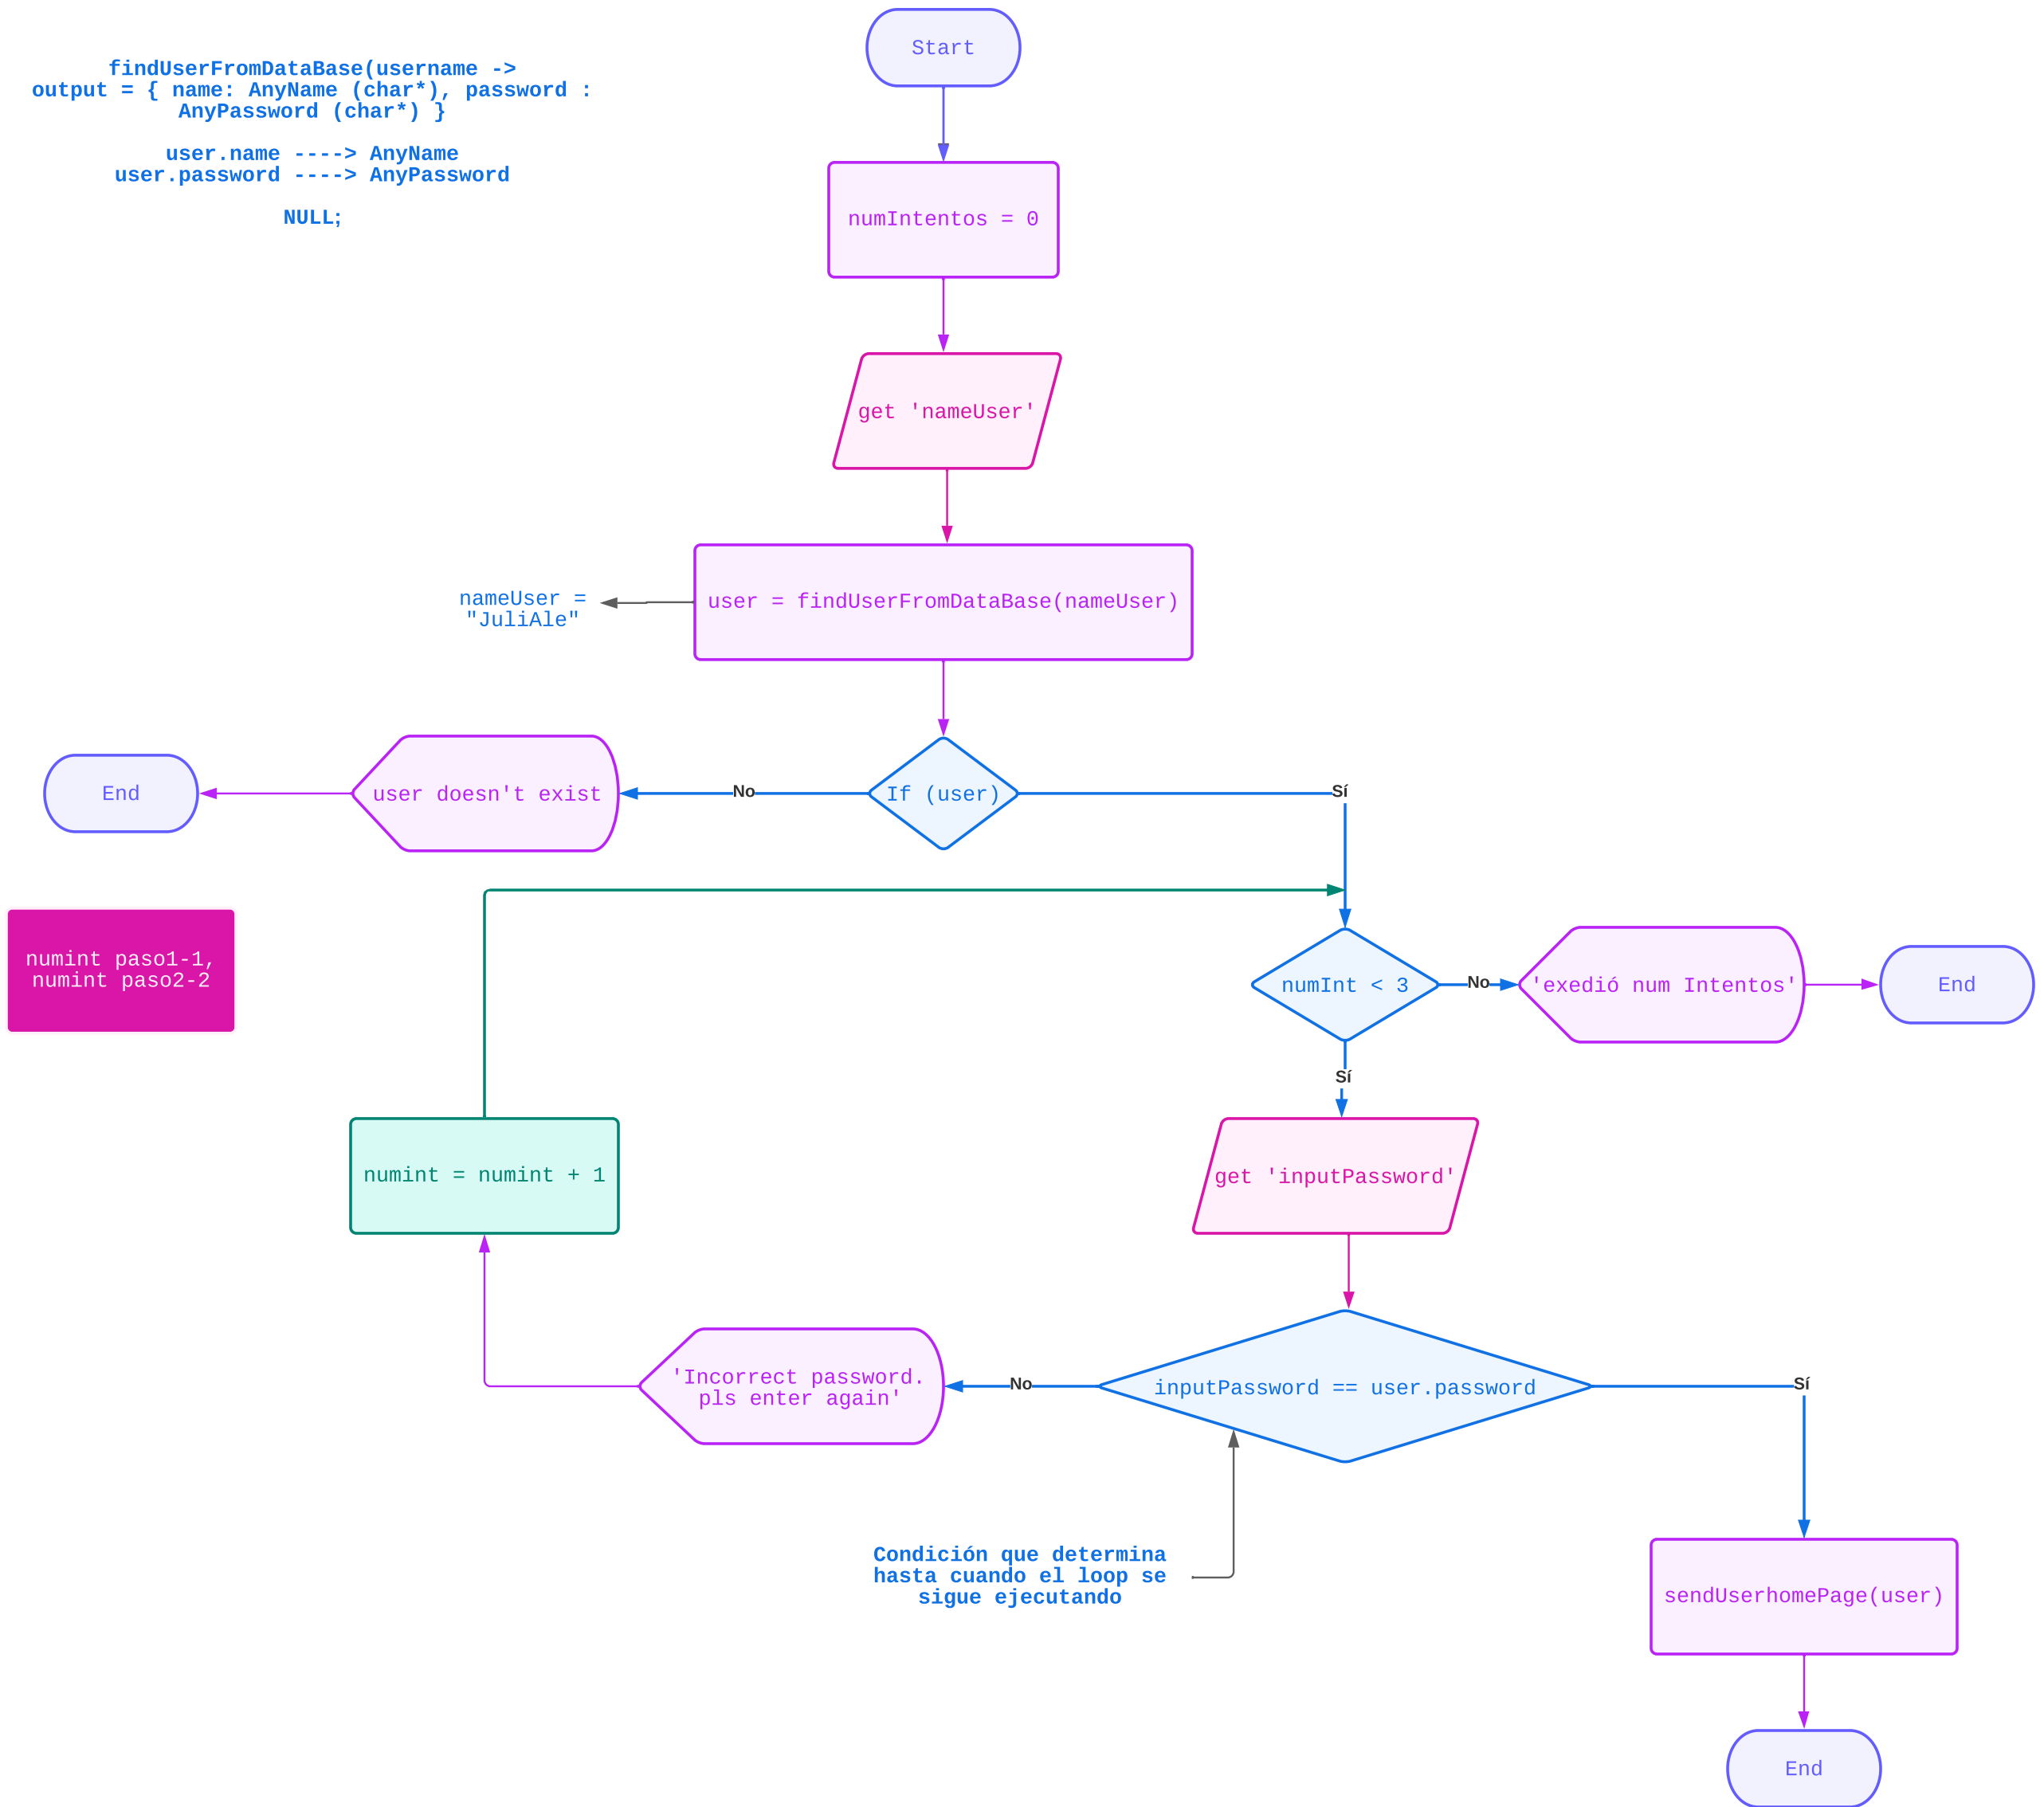 Start
findUserFromDataBase(username ->
output = { name: AnyName (char*), password :
AnyPassword (char*) }
user.name ----> AnyName
user.password ----> AnyPassword
NULL;
numIntentos = 0
get 'nameUser'
user = findUserFromDataBase(nameUser)
nameUser =
"JuliAle"
End
user doesn't exist
No
If (user)
Sí
numint paso1-1,
numint paso2-2
numInt < 3
No
'exedió num Intentos'
End
Sí
numint = numint + 1
get 'inputPassword'
'Incorrect password.
pls enter again'
No
inputPassword == user.password
Sí
Condición que determina
hasta cuando el loop se
sigue ejecutando
sendUserhomePage(user)
End